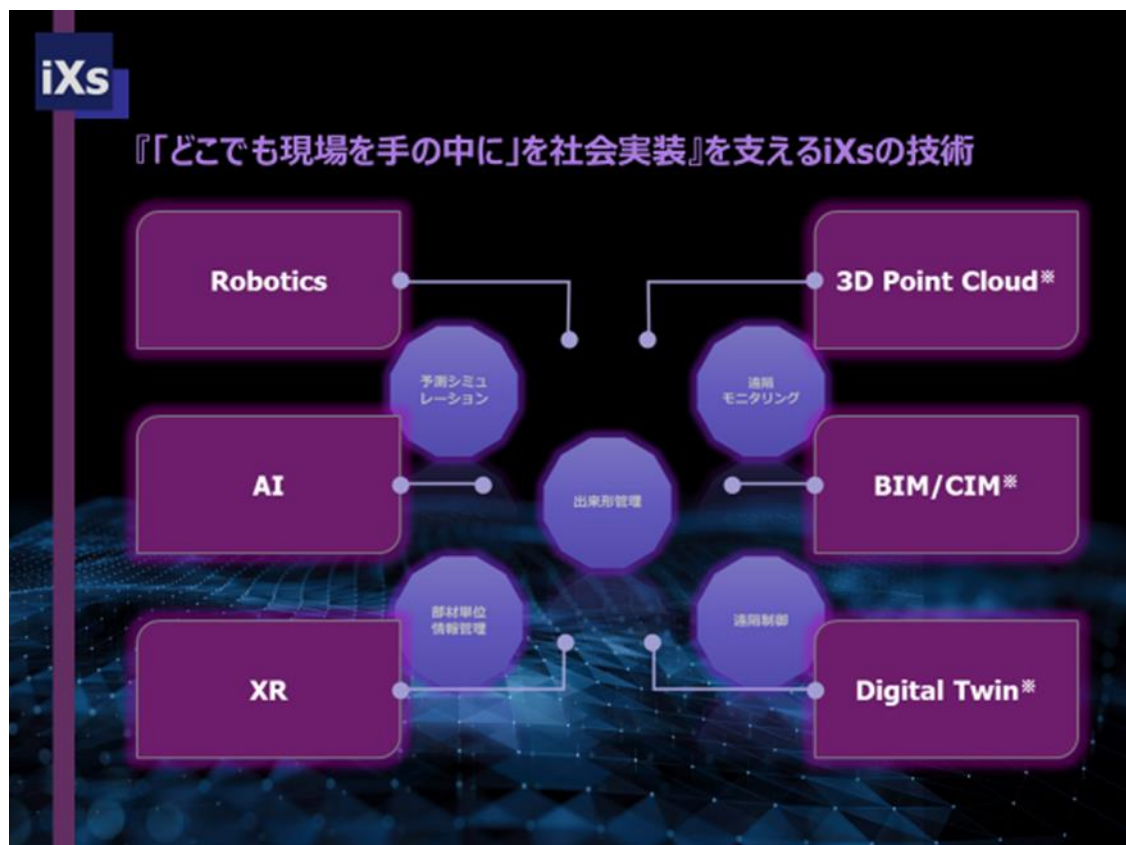 iXs
『「どこでも現場を手の中に」を社会実装』を支えるiXsの技術
Robotics
3D Point Cloud※
予測シミュ
レーション
遠隔
モニタリング
AI
出来形管理
BIM/CIM※
部材単位
情報管理
遠隔制御
XR
Digital Twin※